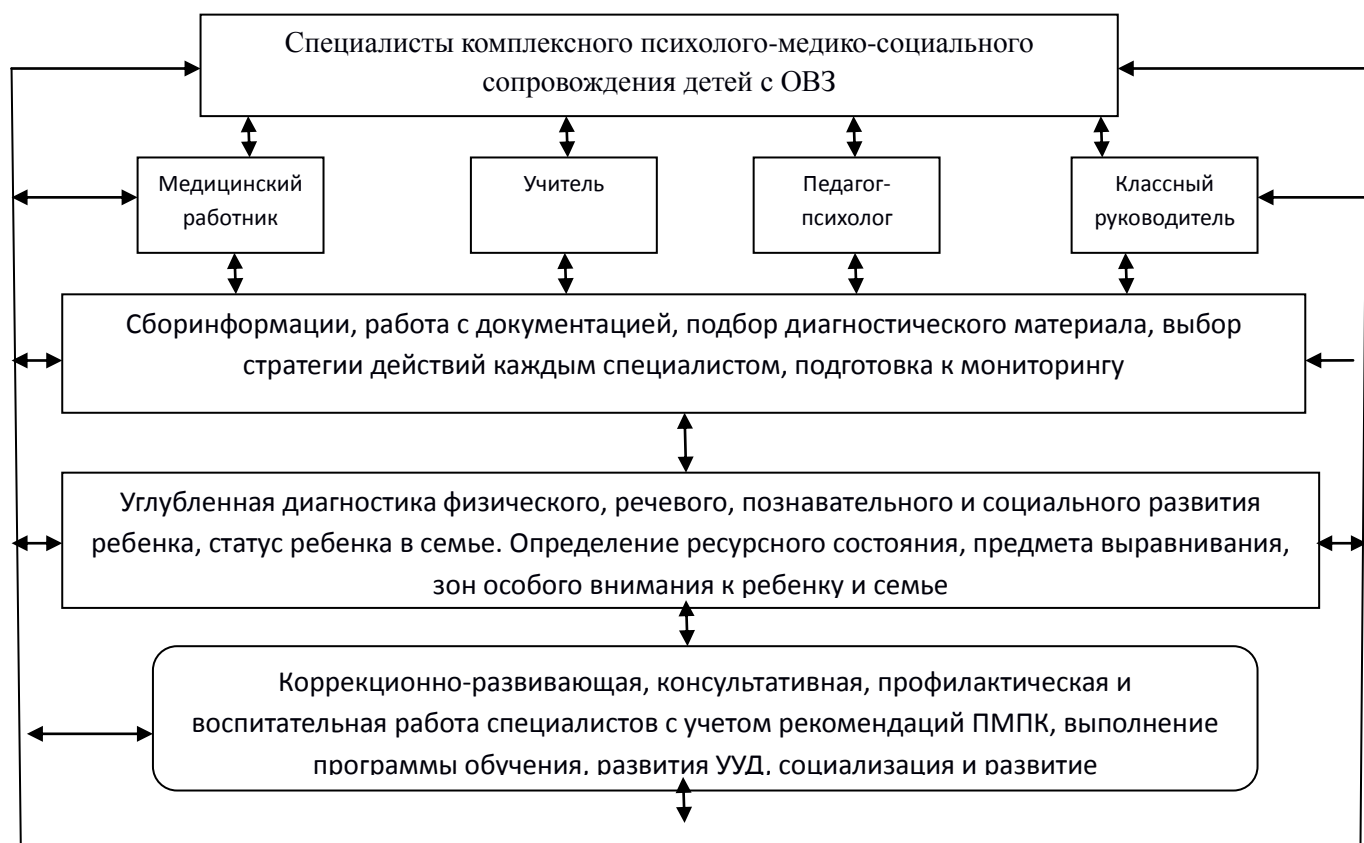 Специалисты комплексного психолого-медико-социального
сопровождения детей с ОВЗ
Медицинский
работник
Учитель
Педагог-
психолог
Классный
руководитель
Сборинформации, работа с документацией, подбор диагностического материала, выбор
стратегии действий каждым специалистом, подготовка к мониторингу
Углубленная диагностика физического, речевого, познавательного и социального развития
ребенка, статус ребенка в семье. Определение ресурсного состояния, предмета выравнивания,
зон особого внимания к ребенку и семье
Коррекционно-развивающая, консультативная, профилактическая и
воспитательная работа специалистов с учетом рекомендаций ПМПК, выполнение
программы обучения, развития УУД, социализация и развитие